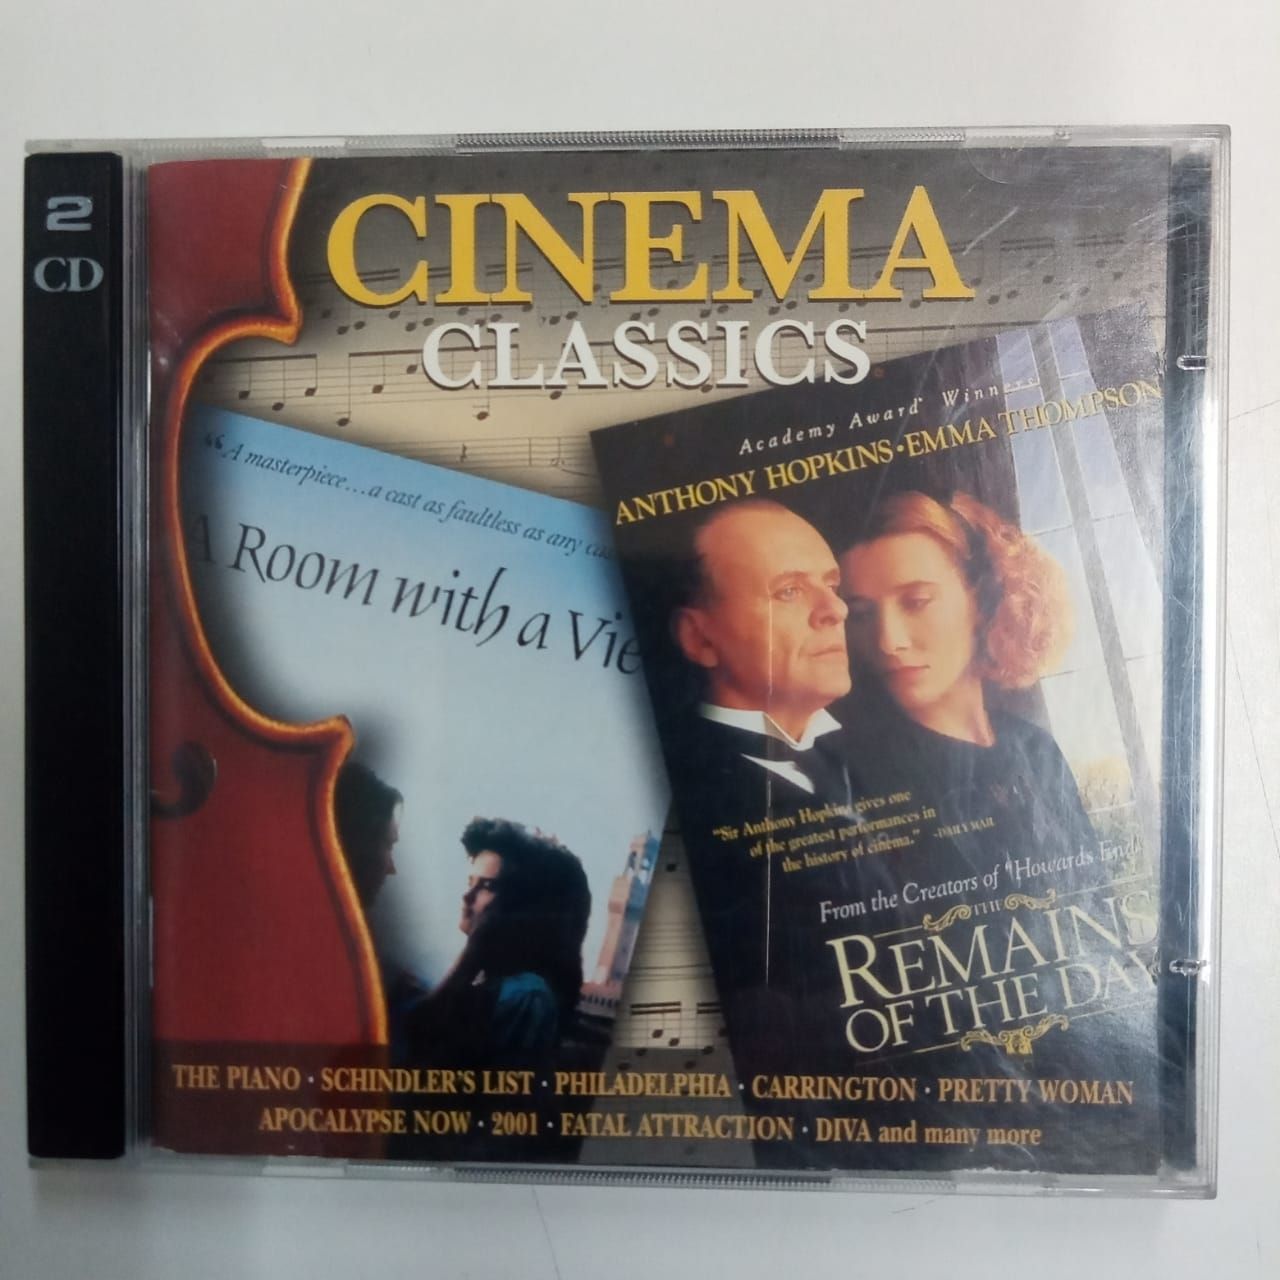 2
CD
CINEMA
CLASSICS
"A masterpiece...a cast as faultless as any
A ROOM with a Vie
Academy Award Winners
ANTHONY HOPKINS • EMMA THOMPSON
"Sir Anthony Hopkins gives one
of the greatest performances in
the history of cinema." -DAILY MAIL
From the Creators of "Howards End
THE
REMAINS
OF THE DAY
THE PIANO · SCHINDLER'S LIST · PHILADELPHIA · CARRINGTON · PRETTY WOMAN
APOCALYPSE NOW · 2001 · FATAL ATTRACTION · DIVA and many more